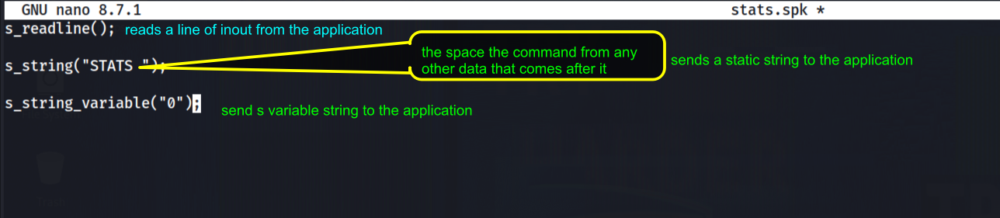 GNU nano 8.7.1 stats.spk *
s_readline(); reads a line of inout from the application
the space the command from any
other data that comes after it
s_string("STATS "); sends a static string to the application
s_string_variable("0"); send s variable string to the application
Trash